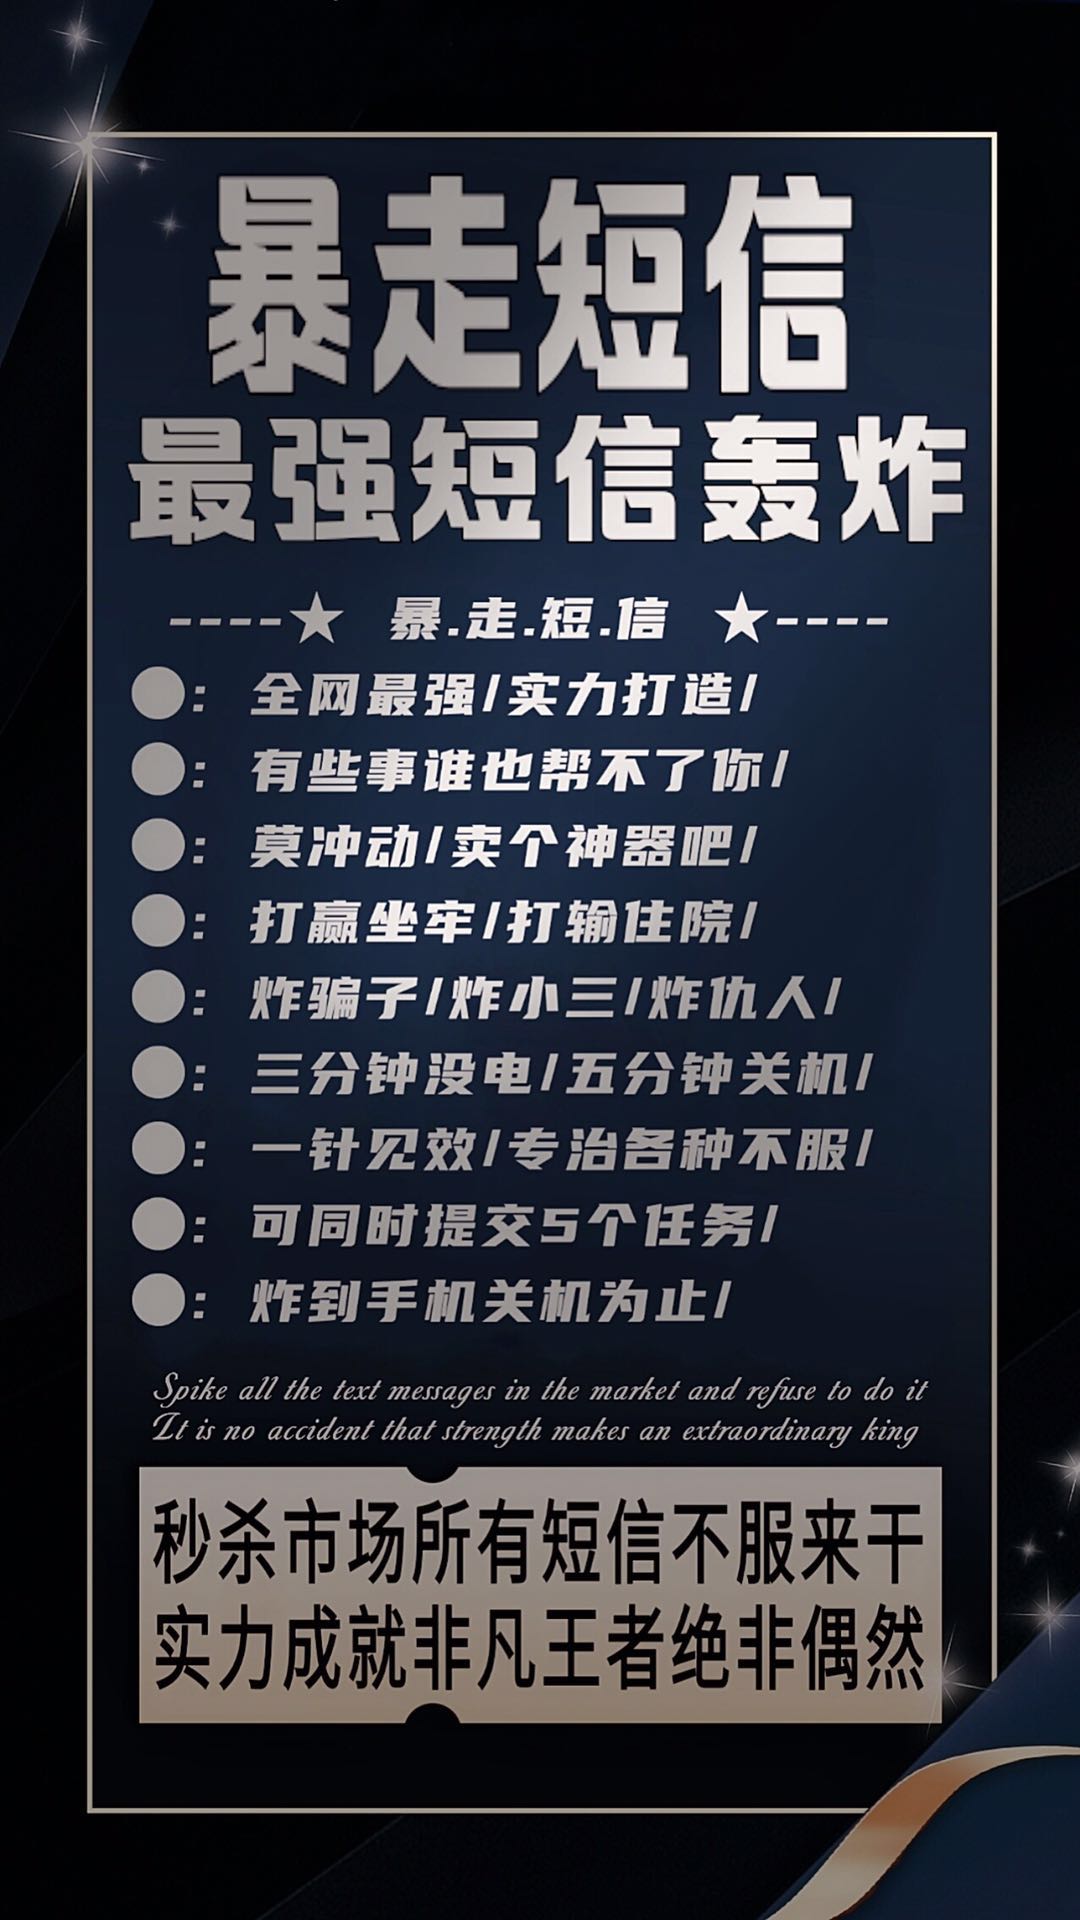 暴走短信
最强短信轰炸
----★ 暴.走.短.信 ★----
●: 全网最强/实力打造/
●: 有些事谁也帮不了你/
●: 莫冲动/卖个神器吧/
●: 打赢坐牢/打输住院/
●: 炸骗子/炸小三/炸仇人/
●: 三分钟没电/五分钟关机/
●: 一针见效/专治各种不服/
●: 可同时提交5个任务/
●: 炸到手机关机为止/
Spike all the text messages in the market and refuse to do it
It is no accident that strength makes an extraordinary king
秒杀市场所有短信不服来干
实力成就非凡王者绝非偶然